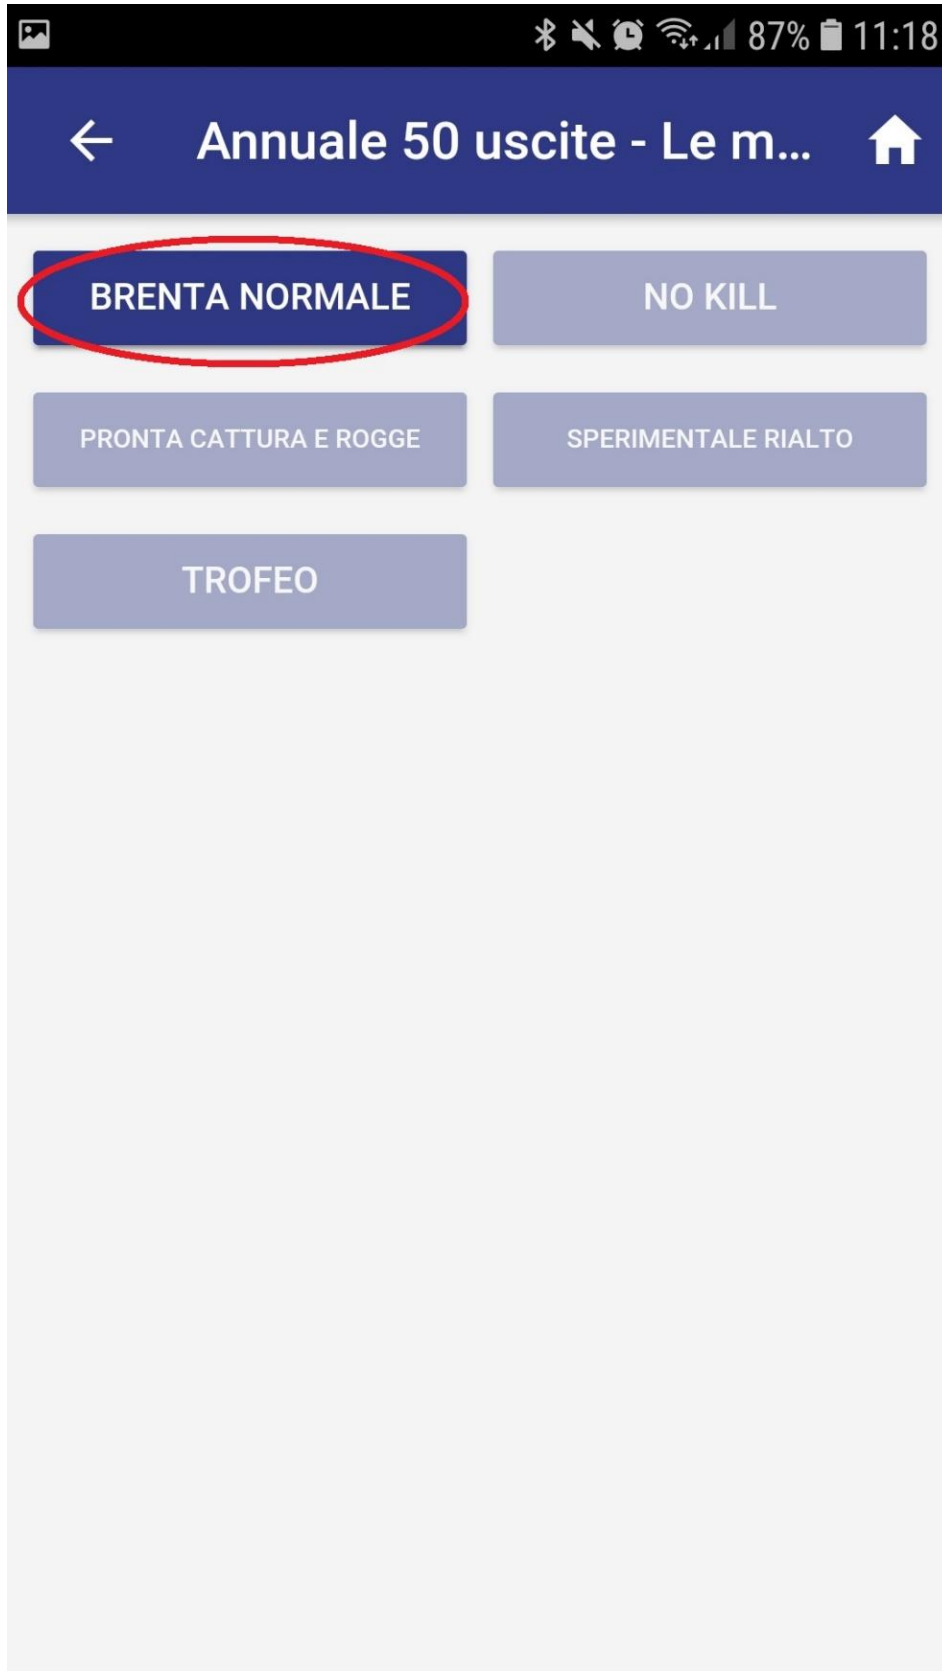 87% 11:18
Annuale 50 uscite - Le m...
BRENTA NORMALE
NO KILL
PRONTA CATTURA E ROGGE
SPERIMENTALE RIALTO
TROFEO